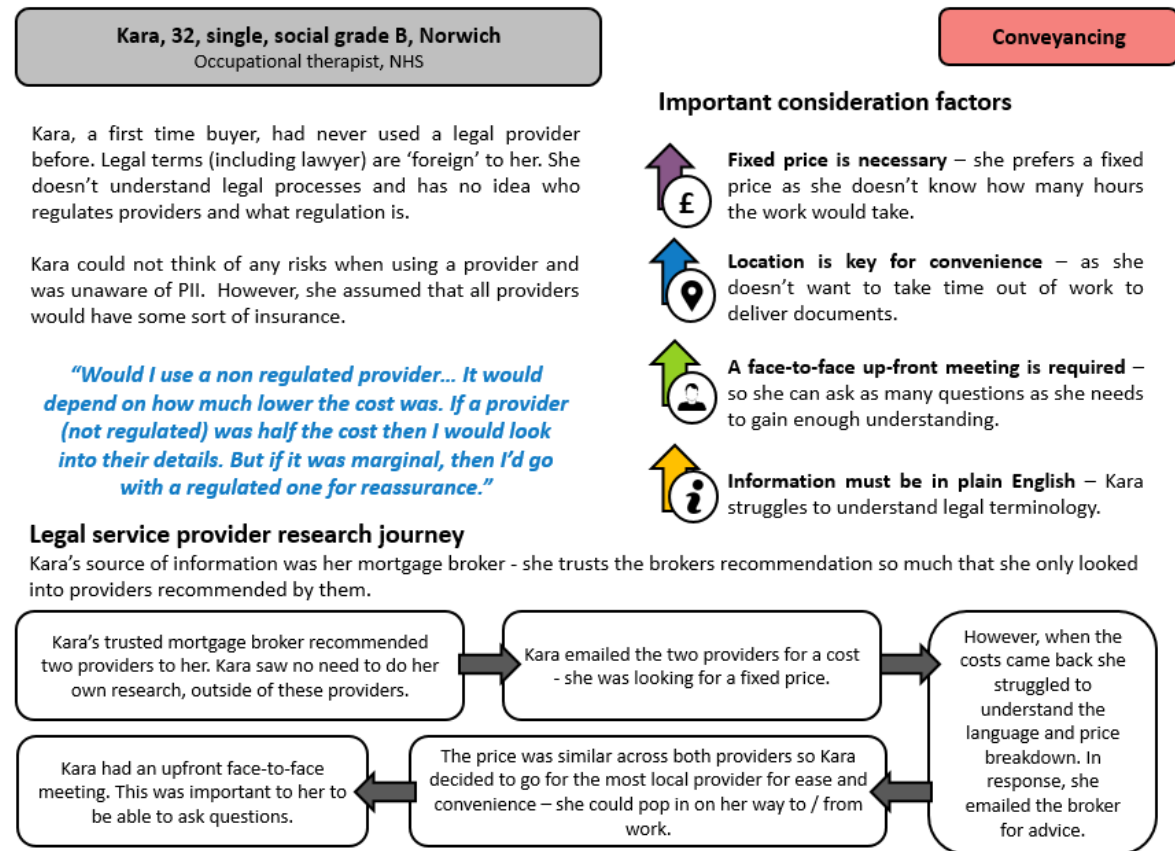 Kara, 32, single, social grade B, Norwich
Occupational therapist, NHS
Conveyancing
Kara, a first time buyer, had never used a legal provider
before. Legal terms (including lawyer) are ‘foreign’ to her. She
doesn’t understand legal processes and has no idea who
regulates providers and what regulation is.
Kara could not think of any risks when using a provider and
was unaware of PII. However, she assumed that all providers
would have some sort of insurance.
“Would I use a non regulated provider... It would
depend on how much lower the cost was. If a provider
(not regulated) was half the cost then I would look
into their details. But if it was marginal, then I’d go
with a regulated one for reassurance.”
Important consideration factors
£
Fixed price is necessary – she prefers a fixed
price as she doesn’t know how many hours
the work would take.
Location is key for convenience – as she
doesn’t want to take time out of work to
deliver documents.
A face-to-face up-front meeting is required –
so she can ask as many questions as she needs
to gain enough understanding.
i
Information must be in plain English – Kara
struggles to understand legal terminology.
Legal service provider research journey
Kara’s source of information was her mortgage broker - she trusts the brokers recommendation so much that she only looked
into providers recommended by them.
Kara’s trusted mortgage broker recommended
two providers to her. Kara saw no need to do her
own research, outside of these providers.
Kara emailed the two providers for a cost
- she was looking for a fixed price.
However, when the
costs came back she
struggled to
understand the
language and price
breakdown. In
response, she
emailed the broker
for advice.
The price was similar across both providers so Kara
decided to go for the most local provider for ease and
convenience – she could pop in on her way to / from
work.
Kara had an upfront face-to-face
meeting. This was important to her to
be able to ask questions.